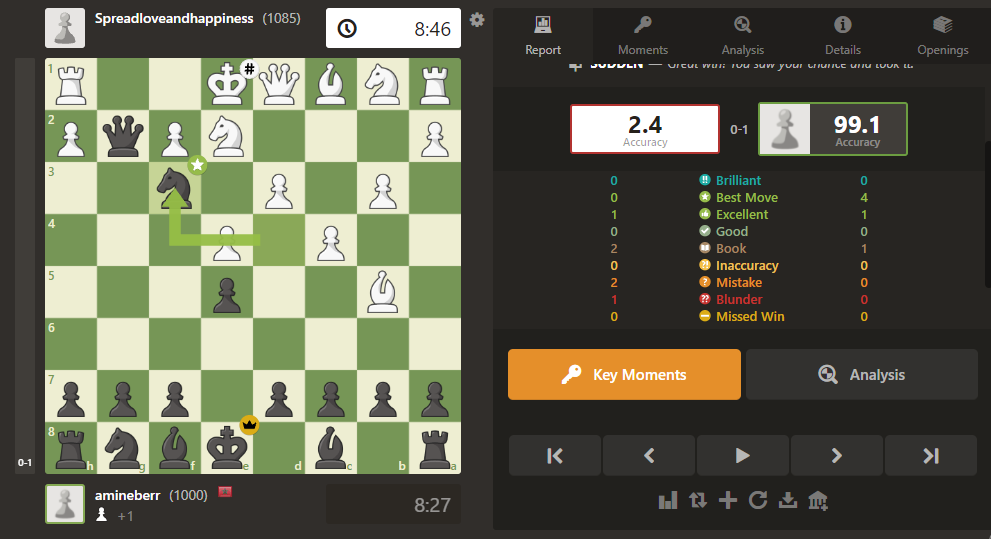 Spreadloveandhappiness (1085)
8:46
Report
Moments
Analysis
Details
Openings
SUDDEN — Great win! You saw your chance and took it.
2.4
Accuracy
0-1
99.1
Accuracy
0 !! Brilliant 0
0 Best Move 4
1 Excellent 1
0 Good 0
2 Book 1
0 ?! Inaccuracy 0
2 ? Mistake 0
1 ?? Blunder 0
0 Missed Win 0
Key Moments
Analysis
1
#
2
3
4
5
6
7
8
h g f e d c b a
0-1
amineberr (1000)
+1
8:27